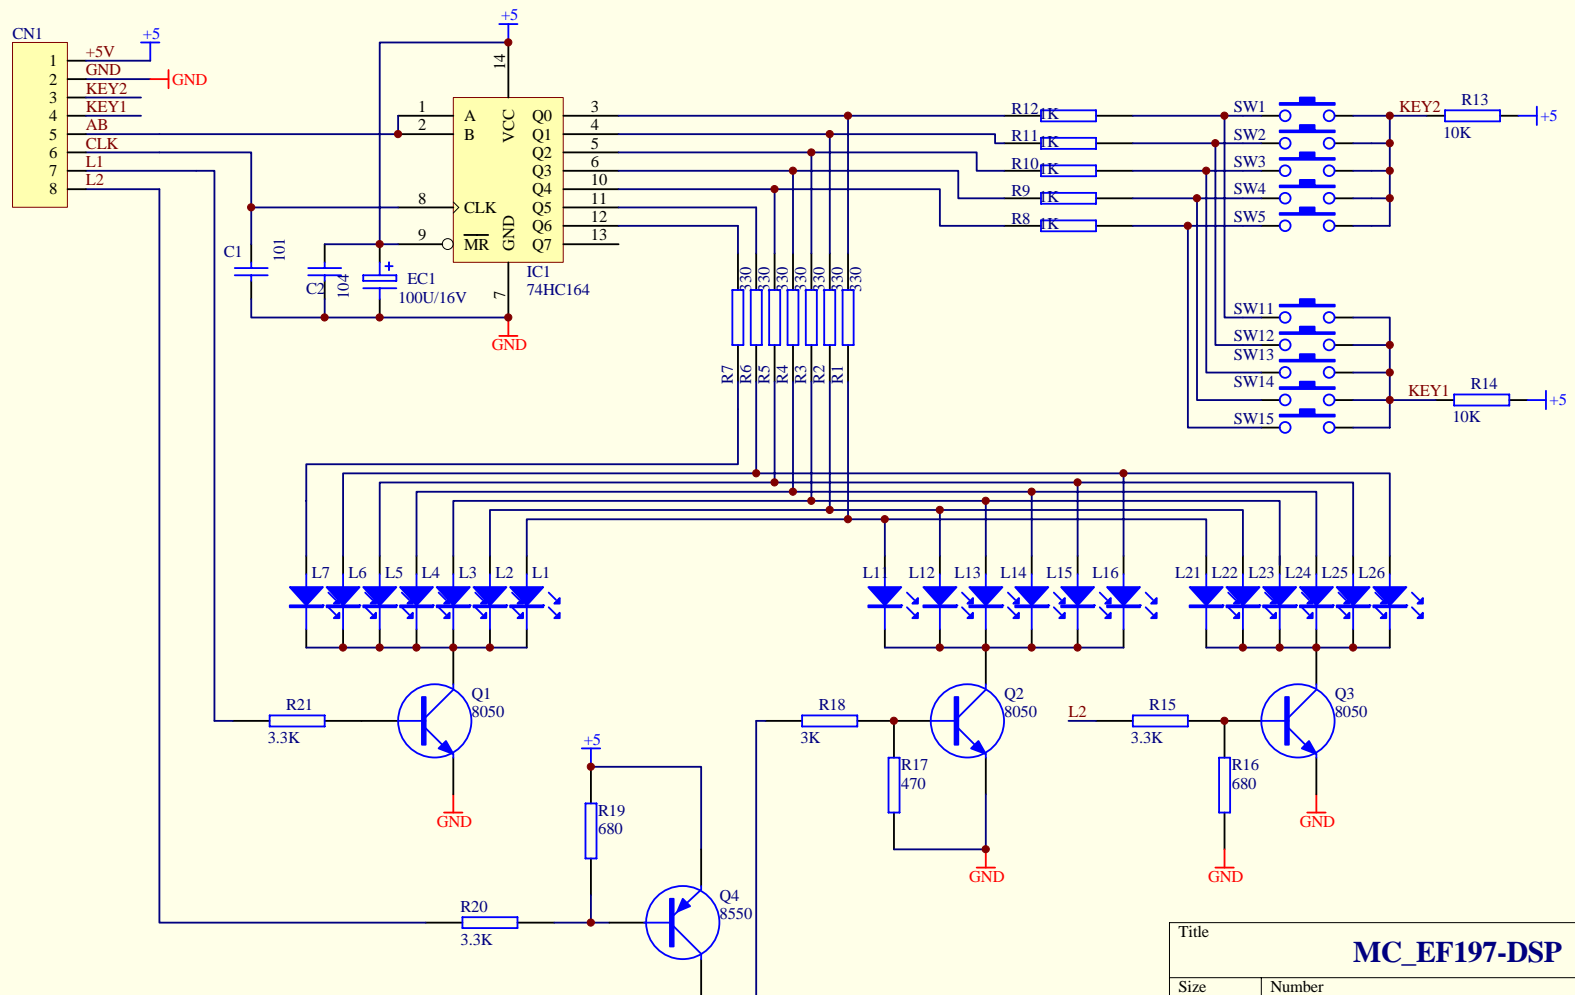 CN1
+5
1 +5V
2 GND
GND
3 KEY2
4 KEY1
5 AB
6 CLK
7 L1
8 L2
+5
14
1 A
2 B
VCC
8 CLK
9 MR
GND
7
Q0 3
Q1 4
Q2 5
Q3 6
Q4 10
Q5 11
Q6 12
Q7 13
IC1
74HC164
C1
101
C2
104
EC1
100U/16V
GND
R12 1K
R11 1K
R10 1K
R9 1K
R8 1K
SW1
SW2
SW3
SW4
SW5
KEY2
R13
10K
+5
SW11
SW12
SW13
SW14
SW15
KEY1
R14
10K
+5
330 330 330 330 330 330 330
R7 R6 R5 R4 R3 R2 R1
L7 L6 L5 L4 L3 L2 L1
L11 L12 L13 L14 L15 L16
L21 L22 L23 L24 L25 L26
R21
3.3K
Q1
8050
GND
R18
3K
Q2
8050
R17
470
GND
L2
R15
3.3K
Q3
8050
R16
680
GND
GND
+5
R19
680
R20
3.3K
Q4
8550
Title
MC_EF197-DSP
Size Number